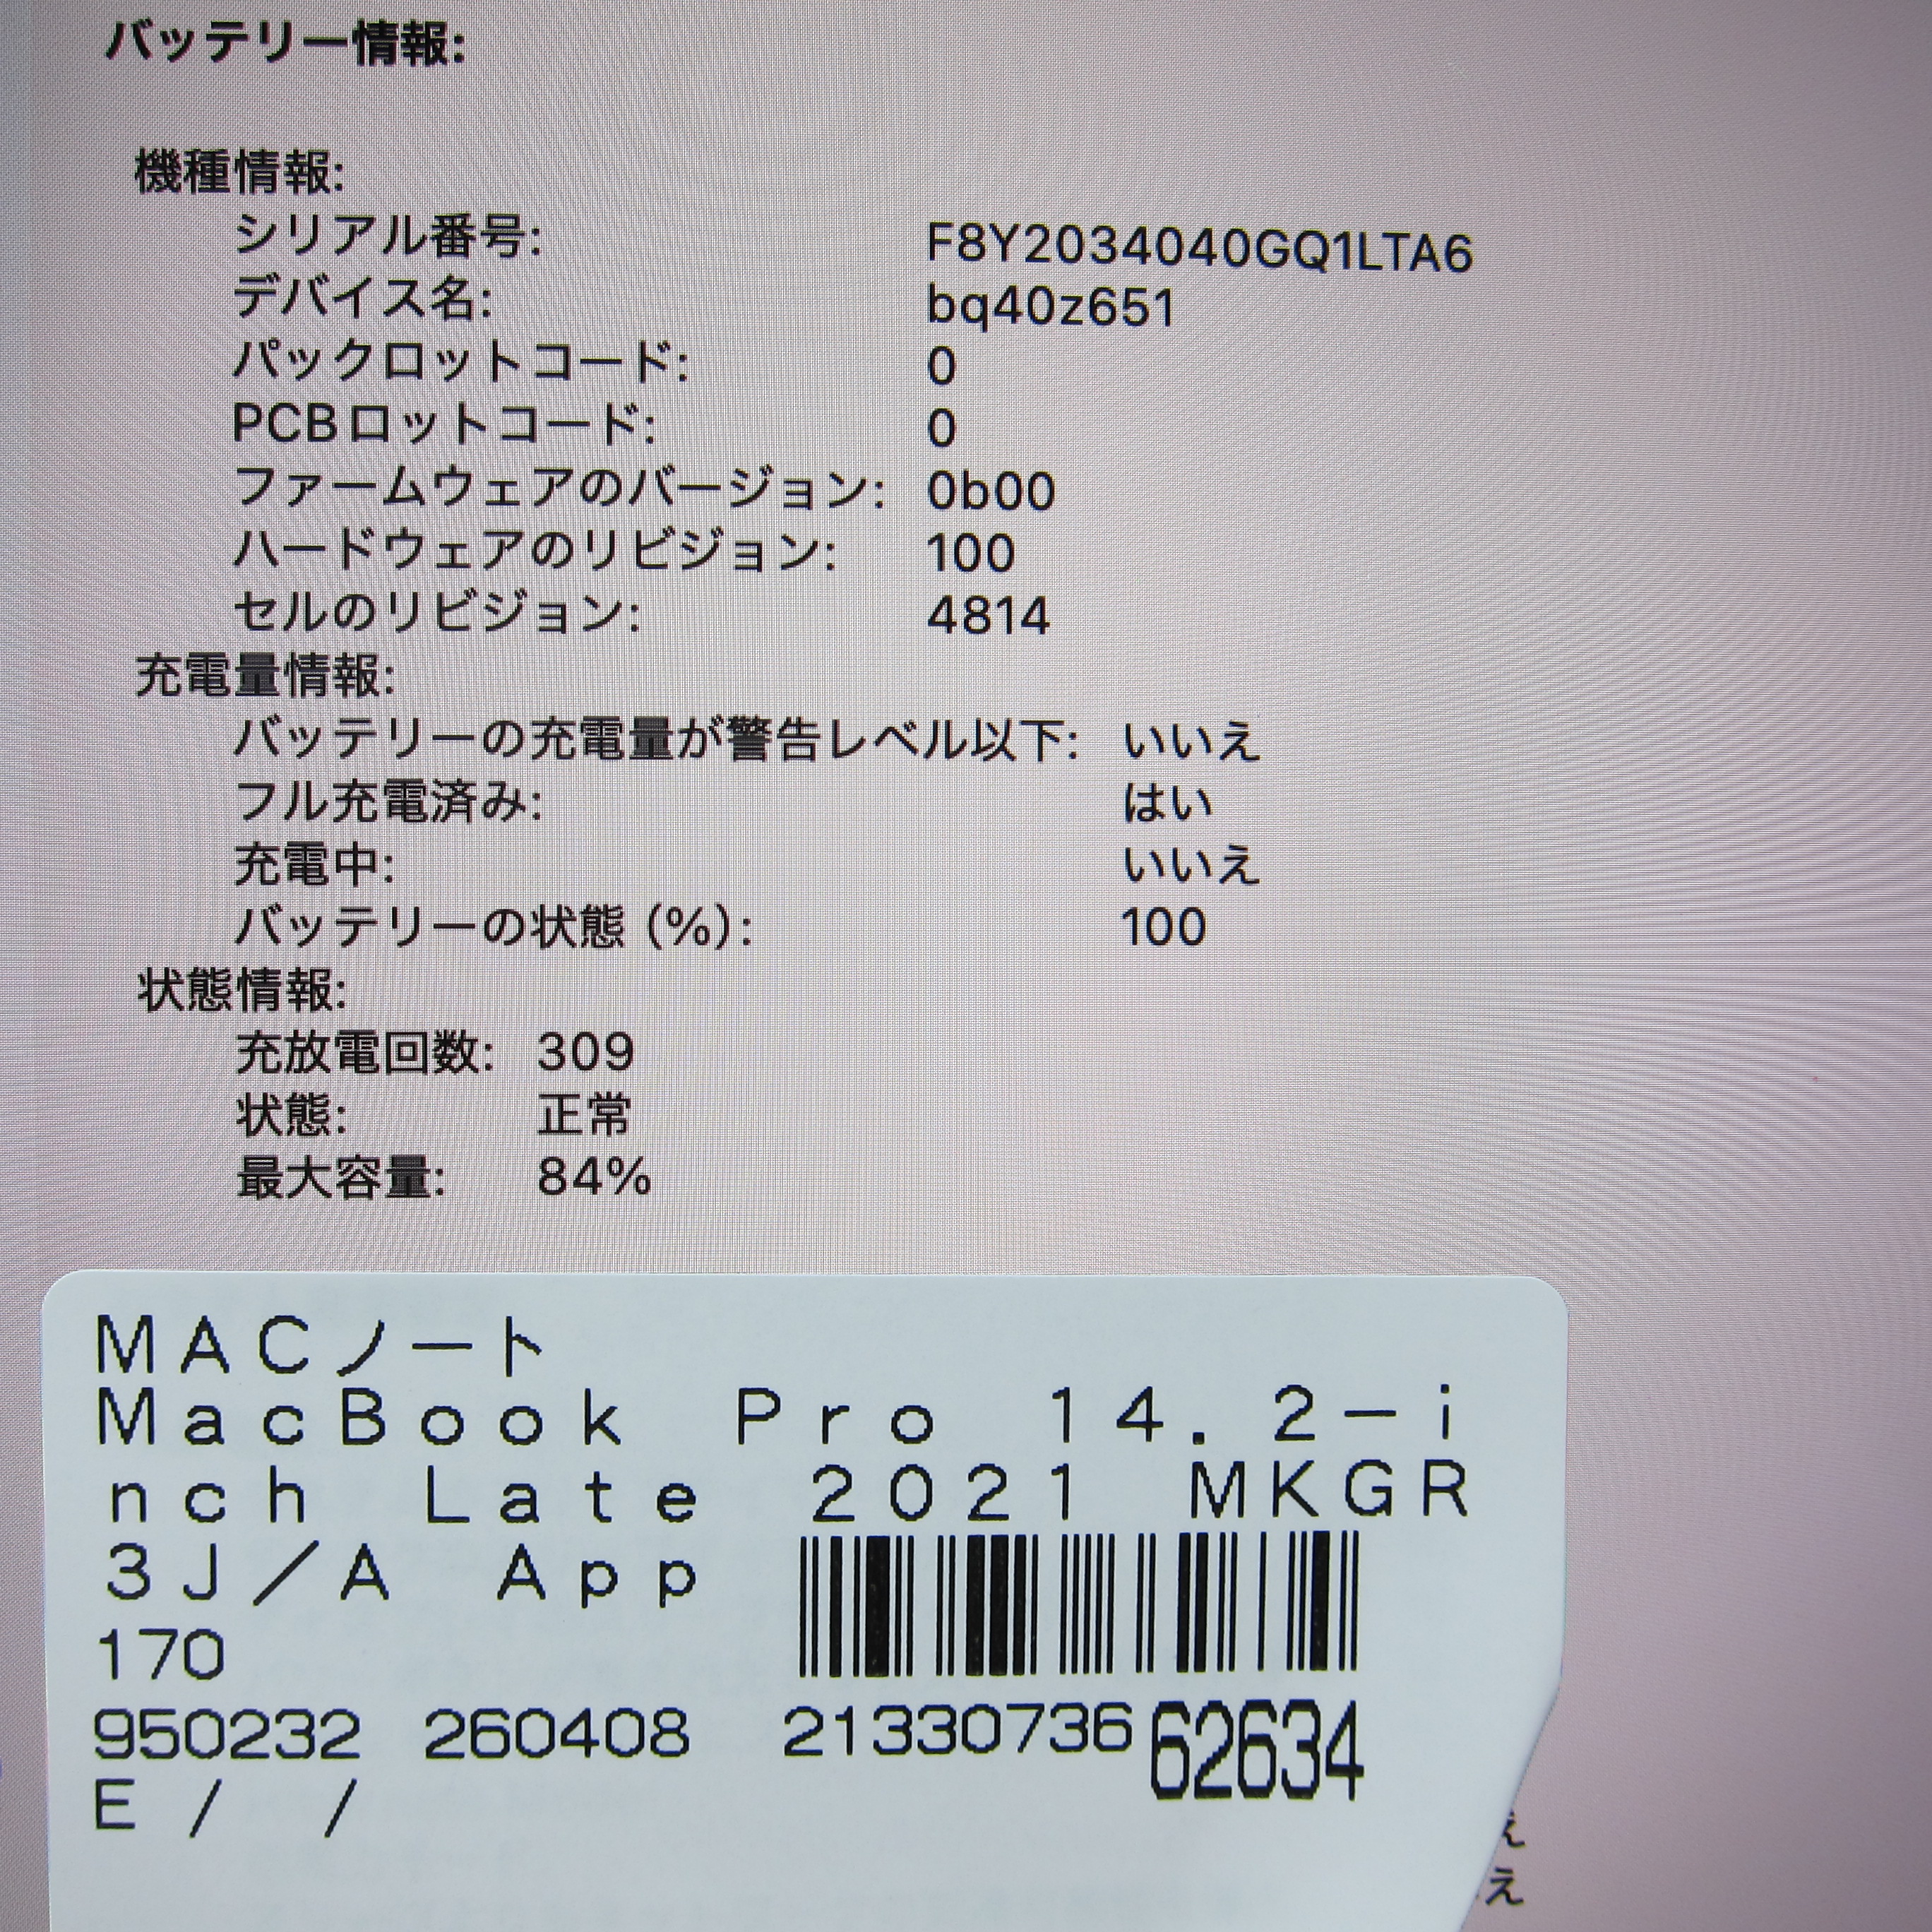 バッテリー情報:
機種情報:
シリアル番号: F8Y2034040GQ1LTA6
デバイス名: bq40z651
パックロットコード: 0
PCBロットコード: 0
ファームウェアのバージョン: 0b00
ハードウェアのリビジョン: 100
セルのリビジョン: 4814
充電量情報:
バッテリーの充電量が警告レベル以下: いいえ
フル充電済み: はい
充電中: いいえ
バッテリーの状態 (%): 100
状態情報:
充放電回数: 309
状態: 正常
最大容量: 84%
MACノート
MacBook Pro 14.2-i
nch Late 2021 MKGR
3J/A App
170
950232 260408 21330736 62634
E / /
え
え